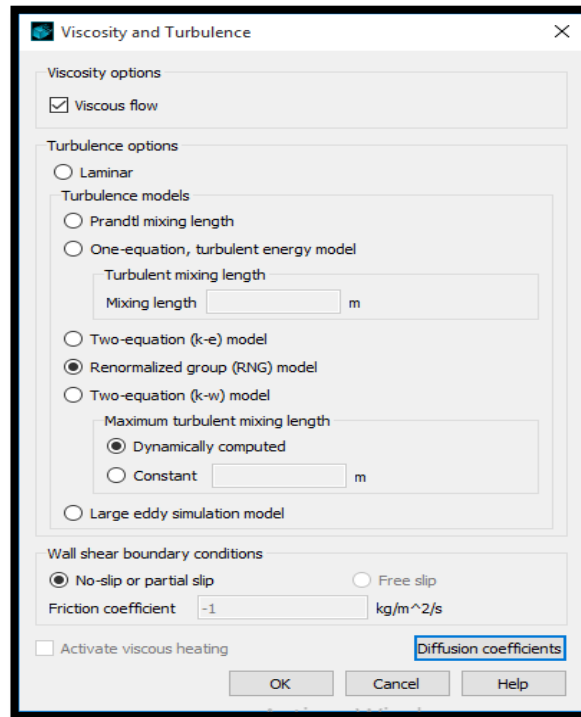 Viscosity and Turbulence
Viscosity options
Viscous flow
Turbulence options
Laminar
Turbulence models
Prandtl mixing length
One-equation, turbulent energy model
Turbulent mixing length
Mixing length m
Two-equation (k-e) model
Renormalized group (RNG) model
Two-equation (k-w) model
Maximum turbulent mixing length
Dynamically computed
Constant m
Large eddy simulation model
Wall shear boundary conditions
No-slip or partial slip Free slip
Friction coefficient -1 kg/m^2/s
Activate viscous heating Diffusion coefficients
OK Cancel Help